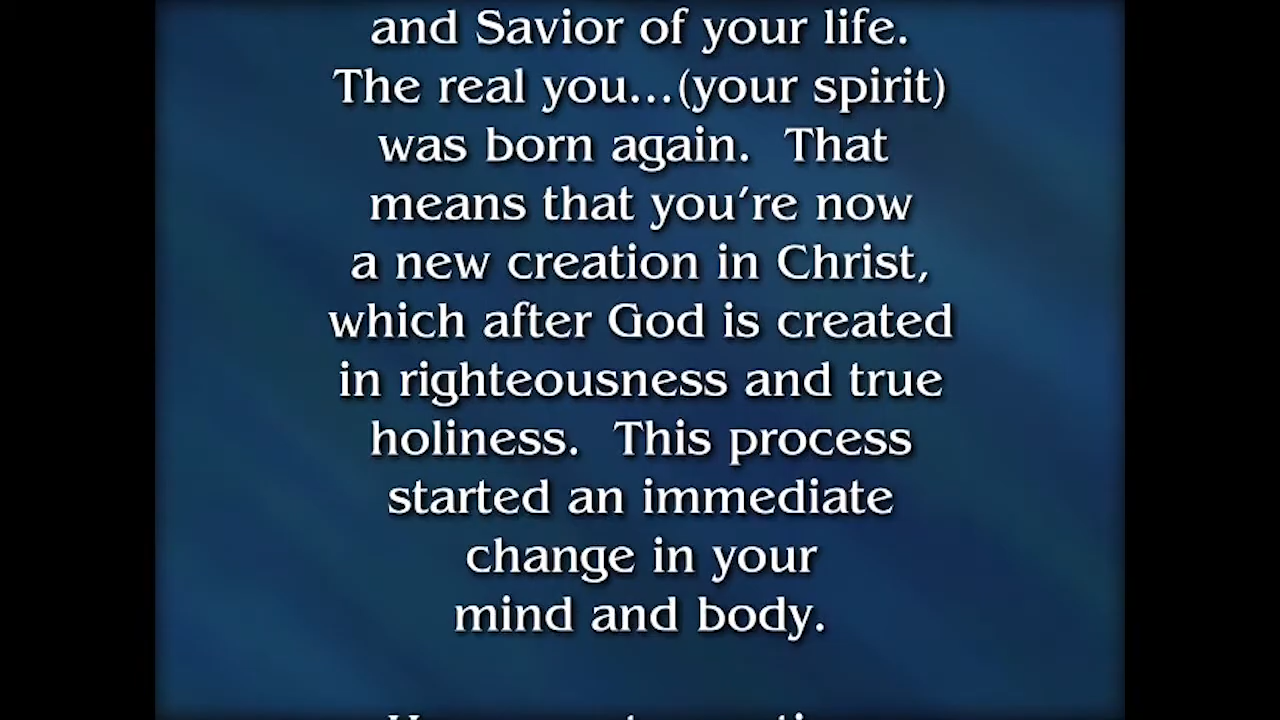 and Savior of your life.
The real you...(your spirit)
was born again.  That
means that you’re now
a new creation in Christ,
which after God is created
in righteousness and true
holiness.  This process
started an immediate
change in your
mind and body.